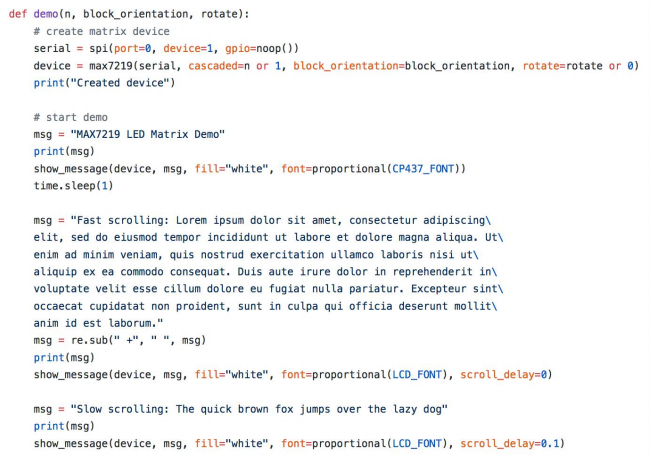 def demo(n, block_orientation, rotate):
    # create matrix device
    serial = spi(port=0, device=1, gpio=noop())
    device = max7219(serial, cascaded=n or 1, block_orientation=block_orientation, rotate=rotate or 0)
    print("Created device")

    # start demo
    msg = "MAX7219 LED Matrix Demo"
    print(msg)
    show_message(device, msg, fill="white", font=proportional(CP437_FONT))
    time.sleep(1)

    msg = "Fast scrolling: Lorem ipsum dolor sit amet, consectetur adipiscing\
    elit, sed do eiusmod tempor incididunt ut labore et dolore magna aliqua. Ut\
    enim ad minim veniam, quis nostrud exercitation ullamco laboris nisi ut\
    aliquip ex ea commodo consequat. Duis aute irure dolor in reprehenderit in\
    voluptate velit esse cillum dolore eu fugiat nulla pariatur. Excepteur sint\
    occaecat cupidatat non proident, sunt in culpa qui officia deserunt mollit\
    anim id est laborum."
    msg = re.sub(" +", " ", msg)
    print(msg)
    show_message(device, msg, fill="white", font=proportional(LCD_FONT), scroll_delay=0)

    msg = "Slow scrolling: The quick brown fox jumps over the lazy dog"
    print(msg)
    show_message(device, msg, fill="white", font=proportional(LCD_FONT), scroll_delay=0.1)